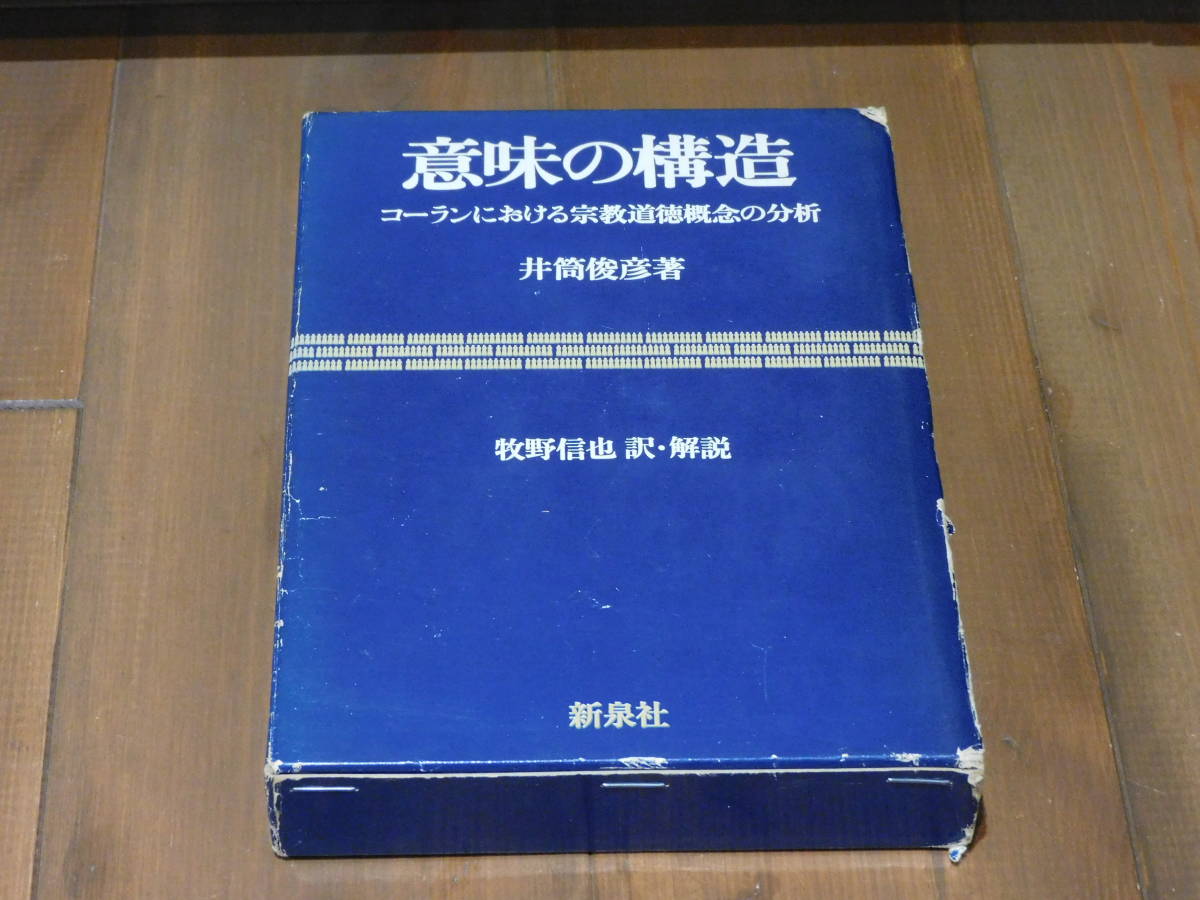 意味の構造
コーランにおける宗教道徳概念の分析
井筒俊彦著
牧野信也 訳・解説
新泉社